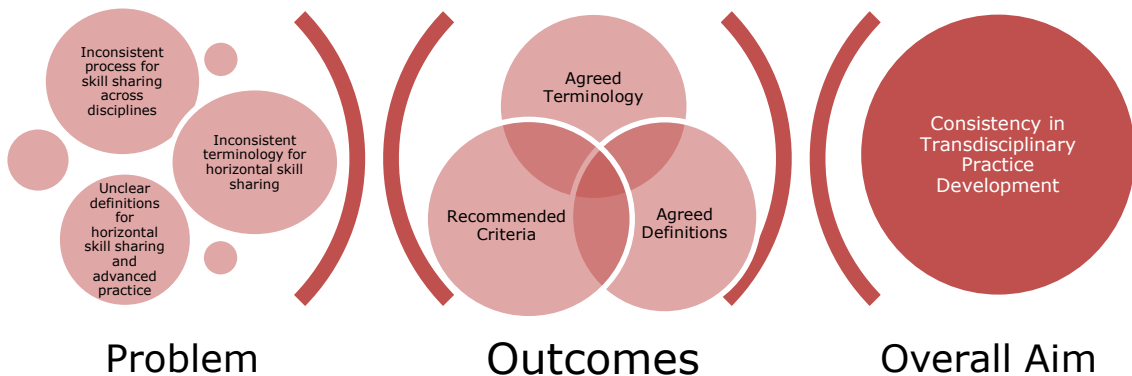 Inconsistent
process for
skill sharing
across
disciplines
Inconsistent
terminology for
horizontal skill
sharing
Unclear
definitions
for
horizontal
skill sharing
and
advanced
practice
Problem
Agreed
Terminology
Recommended
Criteria
Agreed
Definitions
Outcomes
Consistency in
Transdisciplinary
Practice
Development
Overall Aim